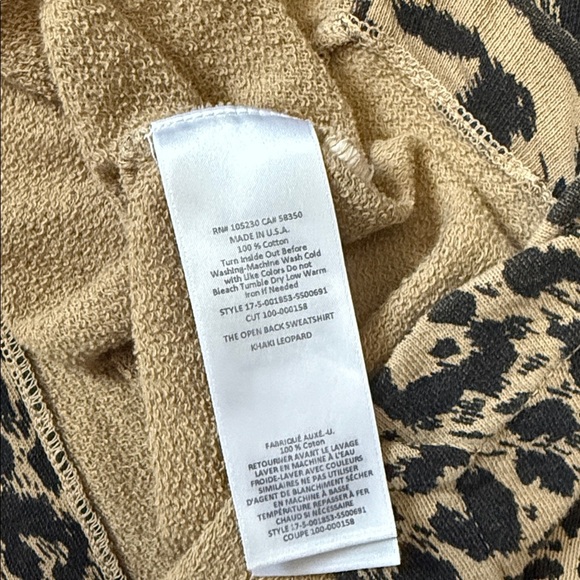 RN# 105230 CA# 58350
MADE IN U.S.A.
100 % Cotton
Turn Inside Out Before
Washing-Machine Wash Cold
with Like Colors Do not
Bleach Tumble Dry Low Warm
Iron If Needed
STYLE 17-5-001853-5500691
CUT 100-000158
THE OPEN BACK SWEATSHIRT
KHAKI LEOPARD
FABRIQUÉ AUXÉ.-U.
100 % Coton
RETOURNER AVANT LE LAVAGE
LAVER EN MACHINE À L'EAU
FROIDE-LAVER AVEC COULEURS
SIMILAIRES NE PAS UTILISER
D'AGENT DE BLANCHIMENT SÉCHER
EN MACHINE À BASSE
TEMPÉRATURE REPASSER À FER
CHAUD SI NÉCESSAIRE
STYLE 17-5-001853-5500691
COUPE 100-000158